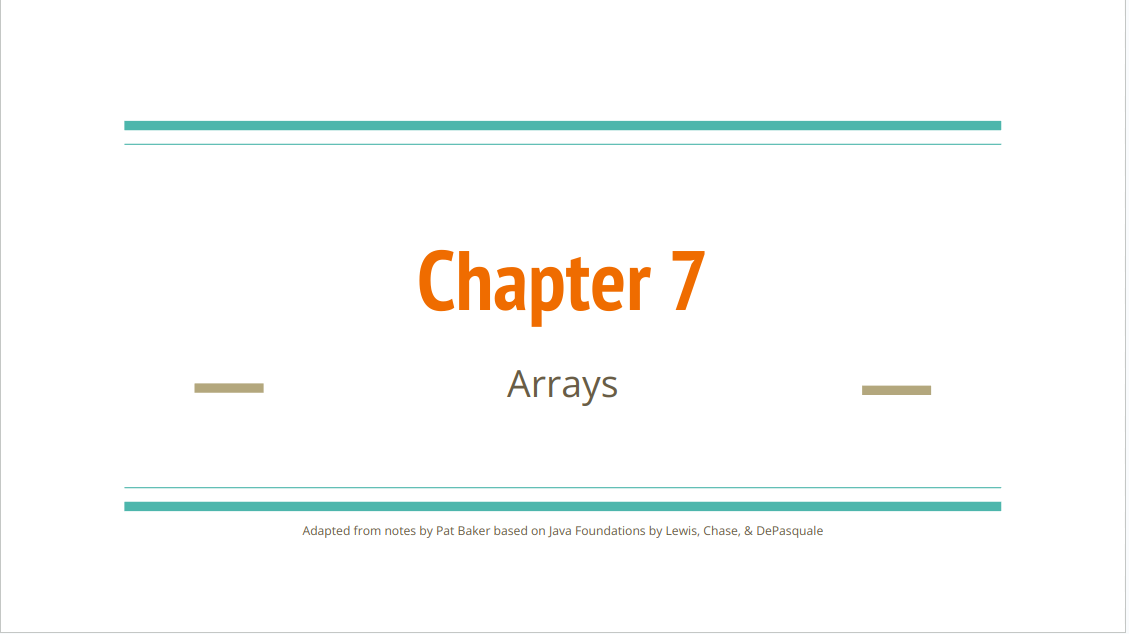 Chapter 7
Arrays
Adapted from notes by Pat Baker based on Java Foundations by Lewis, Chase, & DePasquale